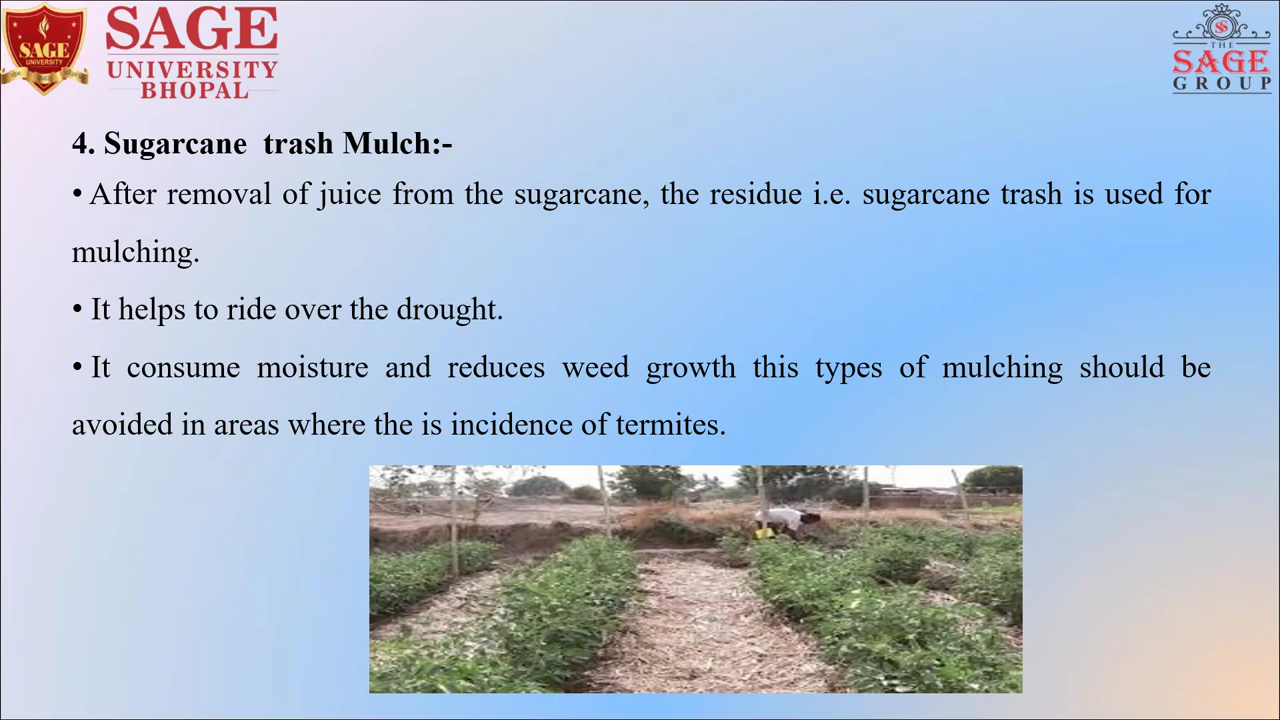 SAGE
UNIVERSITY
SAGE
UNIVERSITY
BHOPAL
THE
SAGE
GROUP
4. Sugarcane trash Mulch:-
• After removal of juice from the sugarcane, the residue i.e. sugarcane trash is used for
mulching.
• It helps to ride over the drought.
• It consume moisture and reduces weed growth this types of mulching should be
avoided in areas where the is incidence of termites.